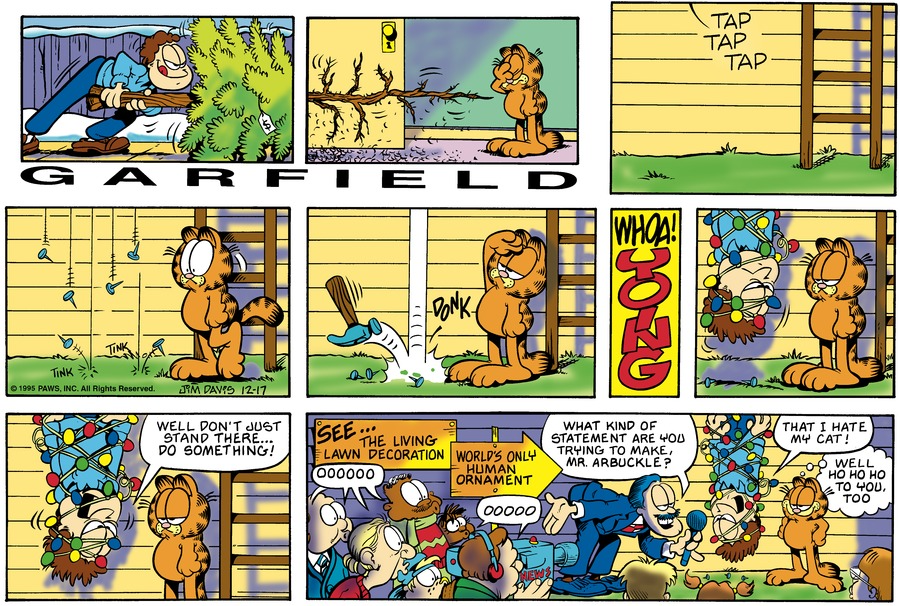 $
GARFIELD
TAP
TAP
TAP
TINK
TINK
© 1995 PAWS, INC. All Rights Reserved.
JIM DAVIS 12-17
DONK
WHOA!
YONG
WELL DON'T JUST
STAND THERE...
DO SOMETHING!
SEE...
THE LIVING
LAWN DECORATION
WORLD'S ONLY
HUMAN
ORNAMENT
OOOOOO
OOOOO
NEWS
WHAT KIND OF
STATEMENT ARE YOU
TRYING TO MAKE,
MR. ARBUCKLE?
THAT I HATE
MY CAT!
WELL
HO HO HO
TO YOU,
TOO